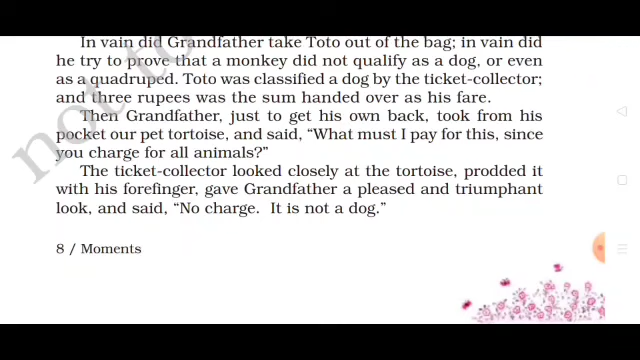 In vain did Grandfather take Toto out of the bag; in vain did
he try to prove that a monkey did not qualify as a dog, or even
as a quadruped. Toto was classified a dog by the ticket-collector;
and three rupees was the sum handed over as his fare.
Then Grandfather, just to get his own back, took from his
pocket our pet tortoise, and said, “What must I pay for this, since
you charge for all animals?”
The ticket-collector looked closely at the tortoise, prodded it
with his forefinger, gave Grandfather a pleased and triumphant
look, and said, “No charge. It is not a dog.”
8 / Moments
not to